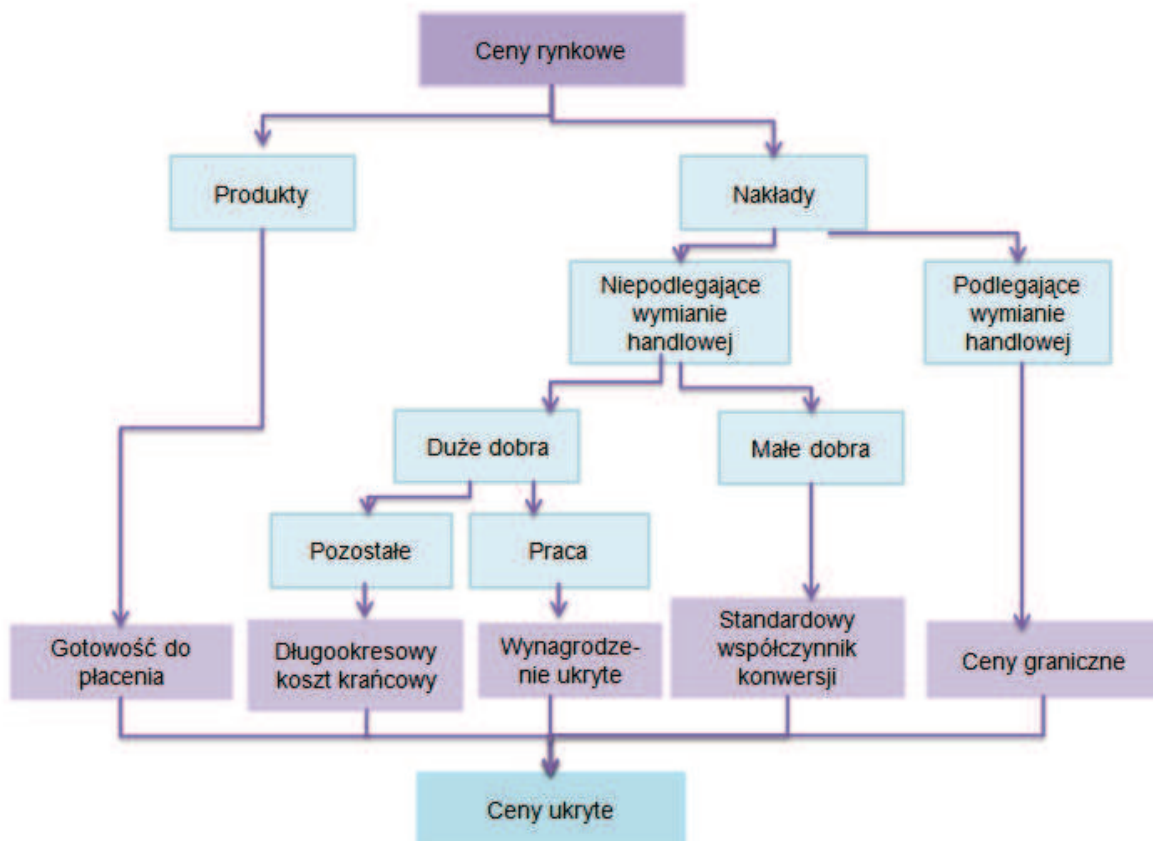 Ceny rynkowe
Produkty
Nakłady
Niepodlegające
wymianie
handlowej
Podlegające
wymianie
handlowej
Duże dobra
Małe dobra
Pozostałe
Praca
Gotowość do
płacenia
Długookresowy
koszt krańcowy
Wynagrodze-
nie ukryte
Standardowy
współczynnik
konwersji
Ceny graniczne
Ceny ukryte